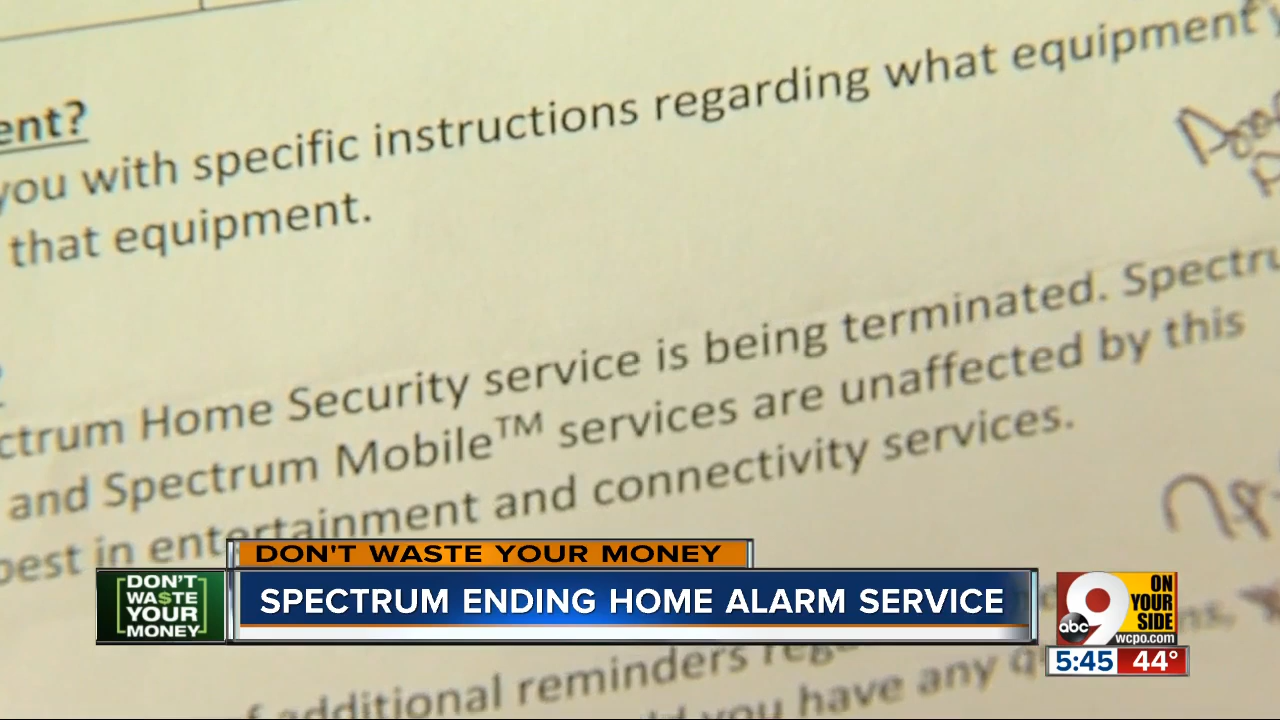 ent?
you with specific instructions regarding what equipment
that equipment.
ctrum Home Security service is being terminated. Spectru
and Spectrum Mobile™ services are unaffected by this
best in entertainment and connectivity services.
additional reminders
you have any
DON'T WASTE YOUR MONEY
DON'T
WA$TE
YOUR
MONEY
SPECTRUM ENDING HOME ALARM SERVICE
abc 9
ON
YOUR
SIDE
wcpo.com
5:45 44°